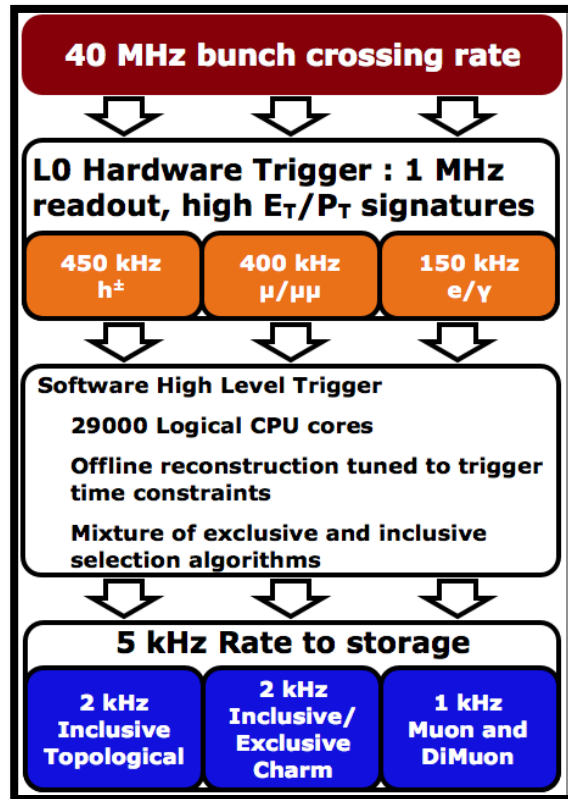 40 MHz bunch crossing rate
L0 Hardware Trigger : 1 MHz
readout, high E_T/P_T signatures
450 kHz
h±
400 kHz
μ/μμ
150 kHz
e/γ
Software High Level Trigger
29000 Logical CPU cores
Offline reconstruction tuned to trigger
time constraints
Mixture of exclusive and inclusive
selection algorithms
5 kHz Rate to storage
2 kHz
Inclusive
Topological
2 kHz
Inclusive/
Exclusive
Charm
1 kHz
Muon and
DiMuon